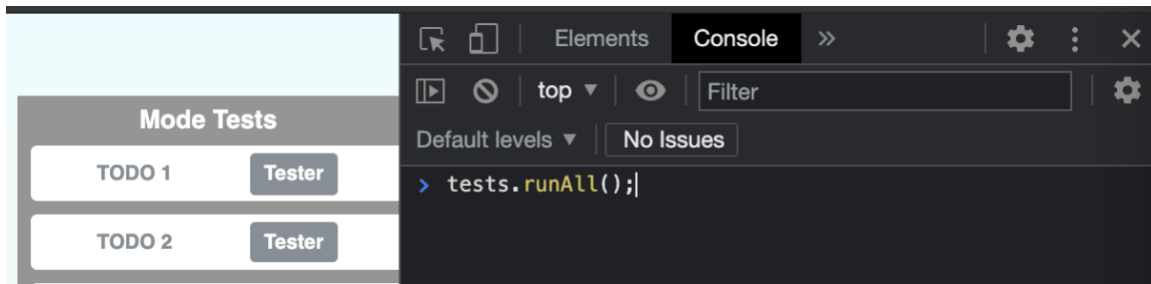 Mode Tests
TODO 1 Tester
TODO 2 Tester
Elements Console »
top ▼ Filter
Default levels ▼ No Issues
> tests.runAll();